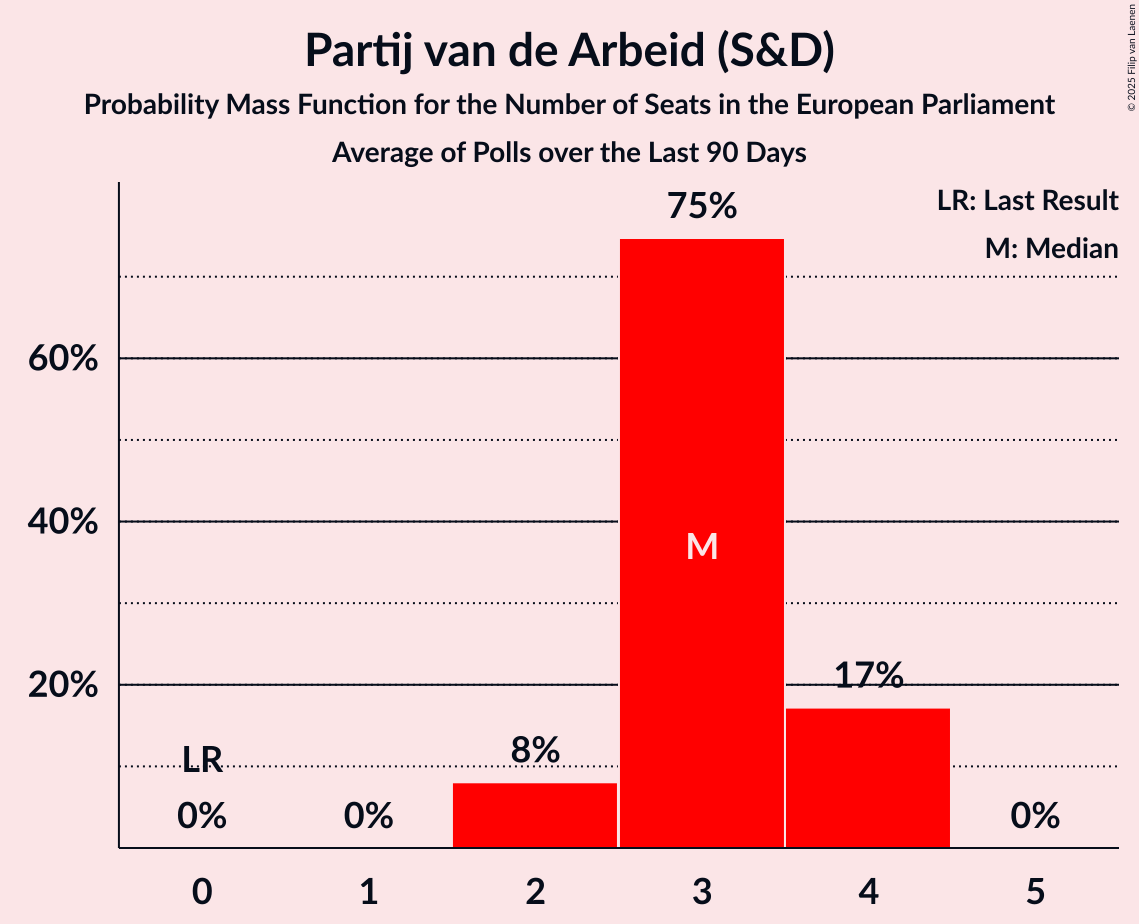 Partij van de Arbeid (S&D)
Probability Mass Function for the Number of Seats in the European Parliament
Average of Polls over the Last 90 Days
© 2025 Filip van Laenen
LR: Last Result
M: Median
75%
60%
40%
M
20%
17%
8%
LR
0%
0%
0%
0
1
2
3
4
5